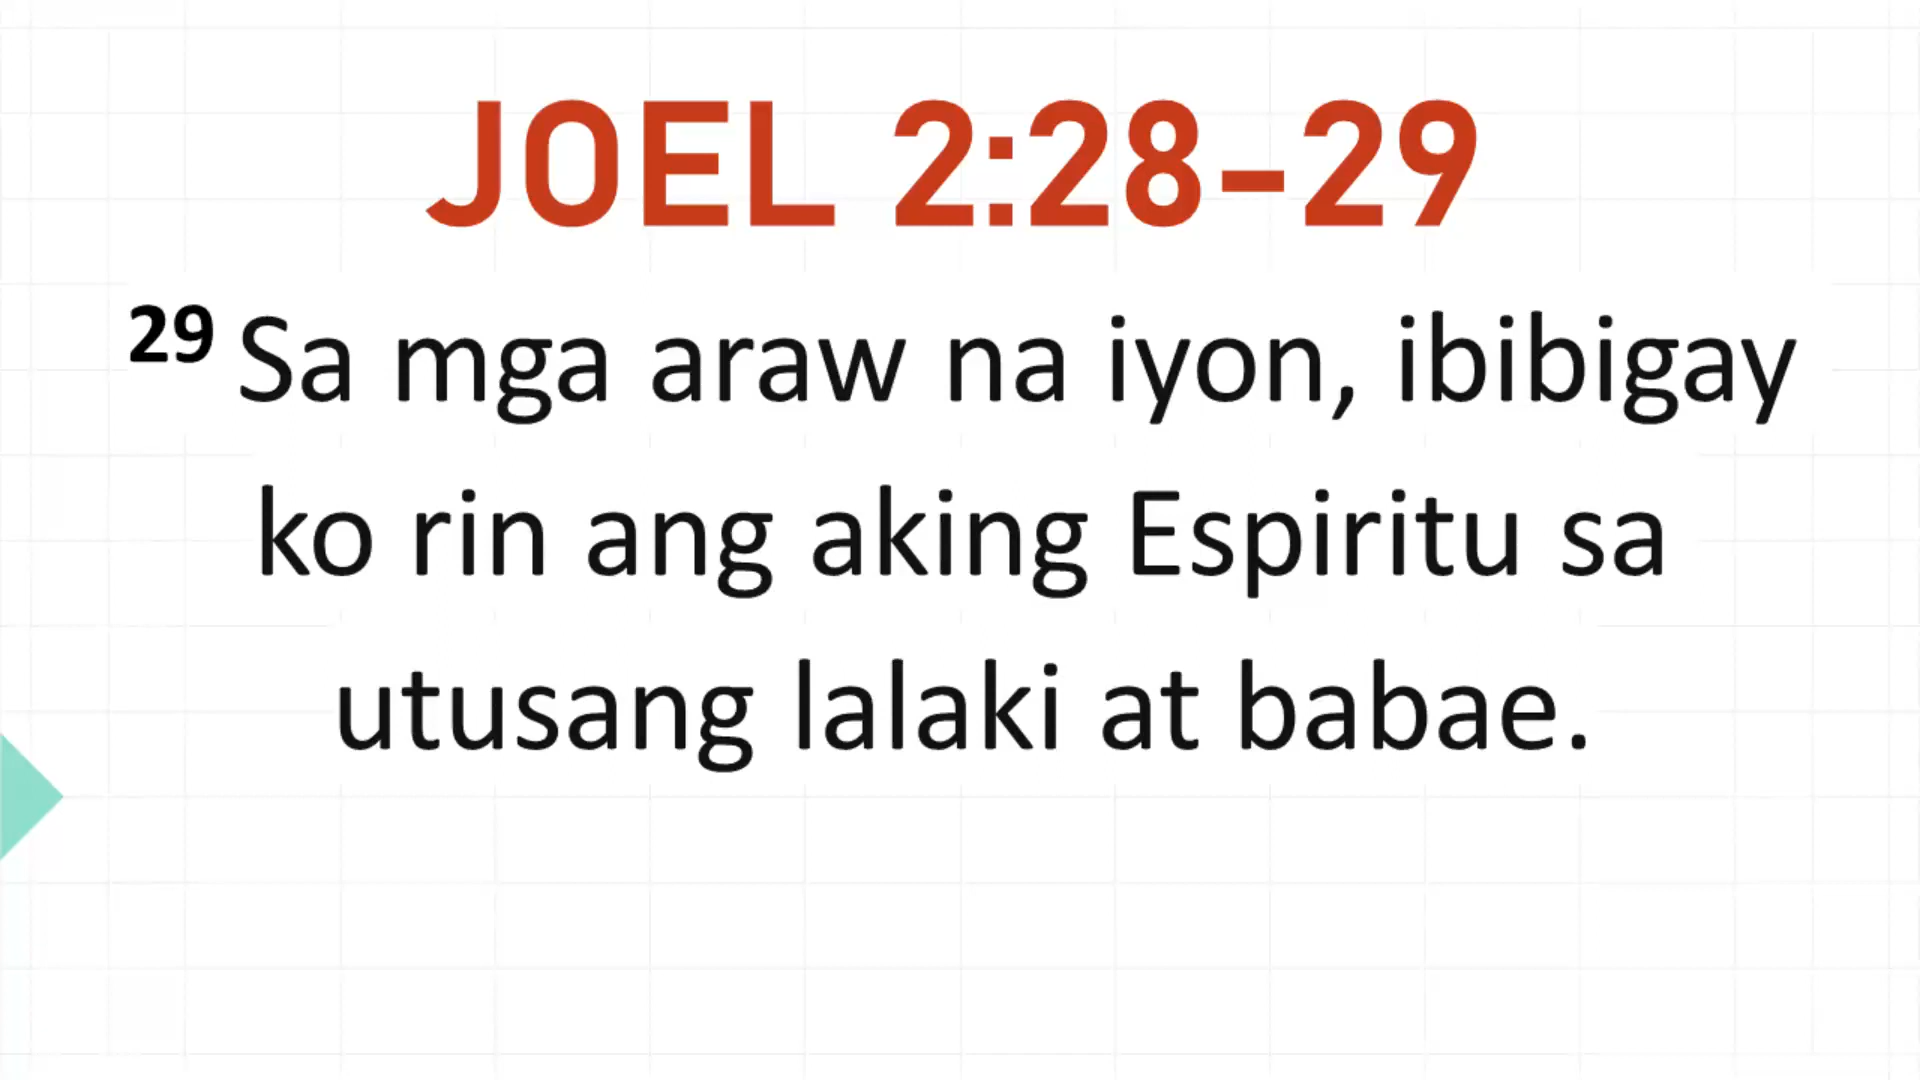 JOEL 2:28-29
29 Sa mga araw na iyon, ibibigay
ko rin ang aking Espiritu sa
utusang lalaki at babae.